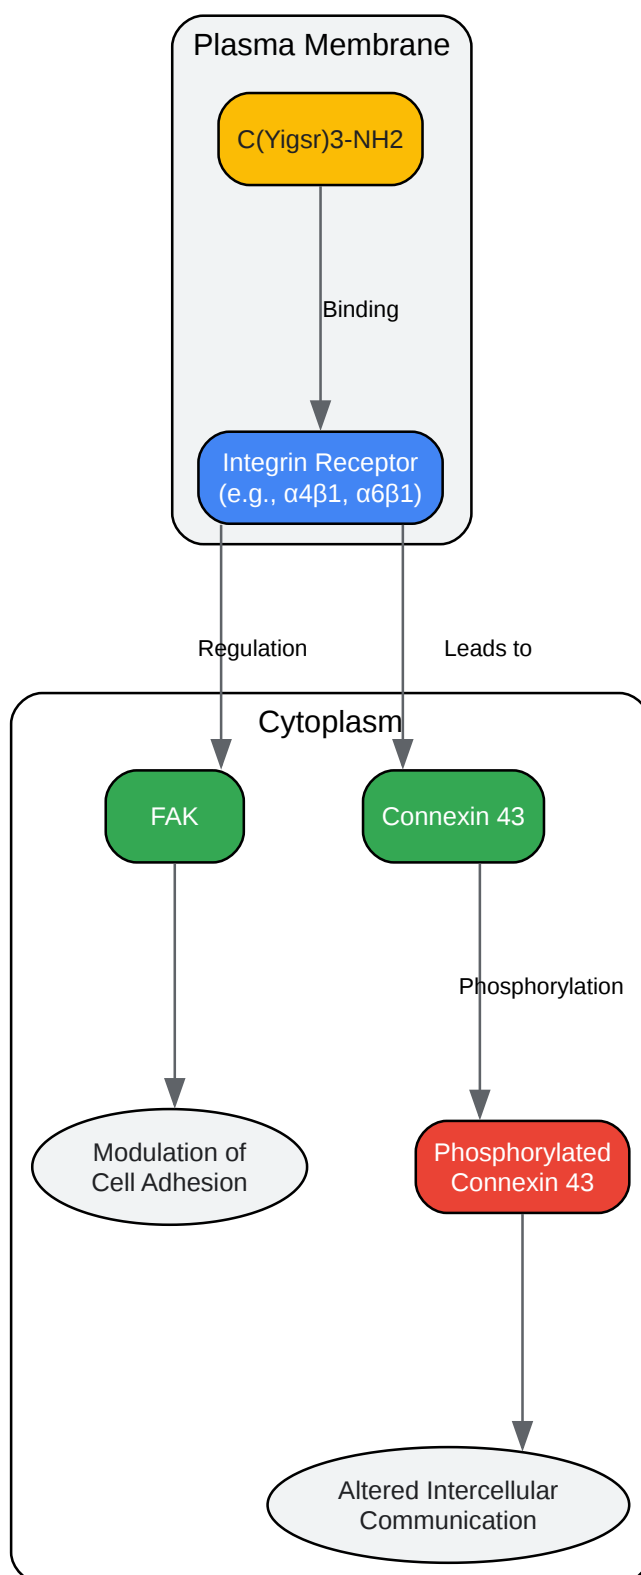 Plasma Membrane
C(Yigsr)3-NH2
Binding
Integrin Receptor
(e.g., α4β1, α6β1)
Regulation
Leads to
Cytoplasm
FAK
Connexin 43
Phosphorylation
Modulation of
Cell Adhesion
Phosphorylated
Connexin 43
Altered Intercellular
Communication